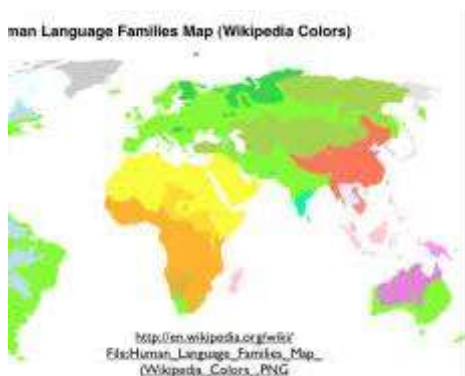 man Language Families Map (Wikipedia Colors)
http://en.wikipedia.org/wiki/
File:Human_Language_Families_Map_
(Wikipedia_Colors_.PNG